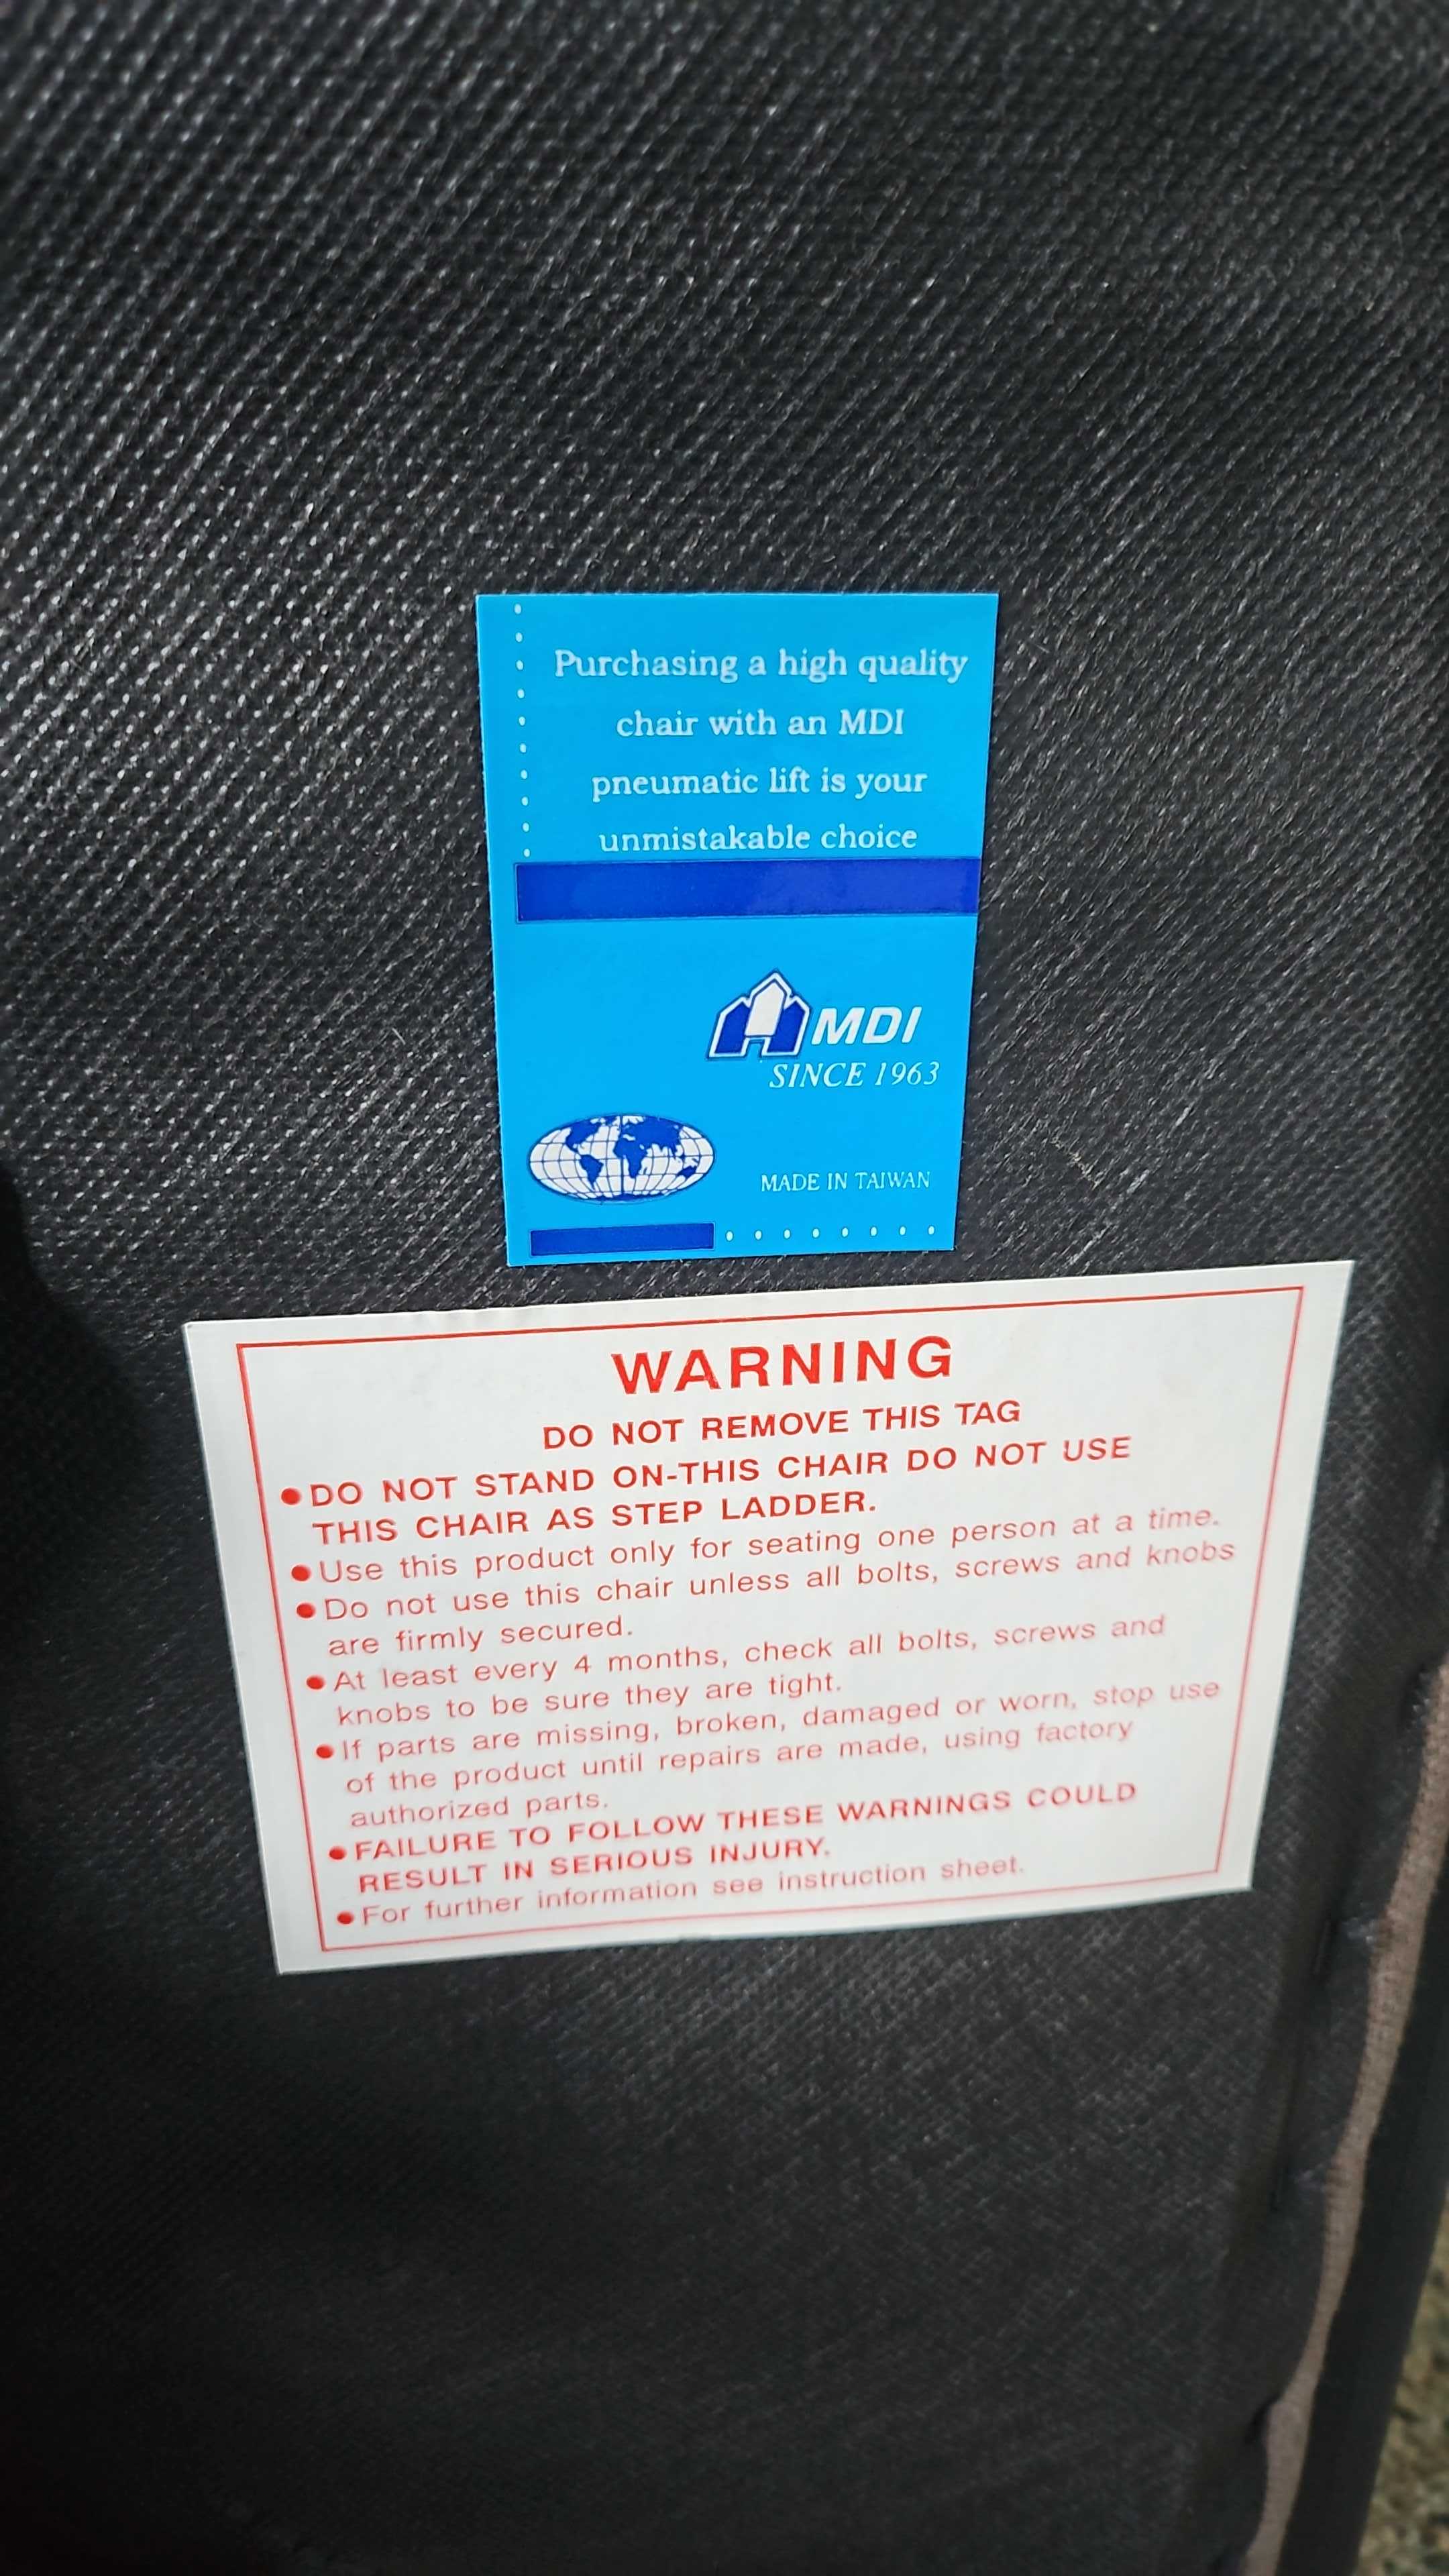 Purchasing a high quality
chair with an MDI
pneumatic lift is your
unmistakable choice
MDI
SINCE 1963
MADE IN TAIWAN
WARNING
DO NOT REMOVE THIS TAG
● DO NOT STAND ON-THIS CHAIR DO NOT USE
THIS CHAIR AS STEP LADDER.
● Use this product only for seating one person at a time.
● Do not use this chair unless all bolts, screws and knobs
are firmly secured.
● At least every 4 months, check all bolts, screws and
knobs to be sure they are tight.
● If parts are missing, broken, damaged or worn, stop use
of the product until repairs are made, using factory
authorized parts.
● FAILURE TO FOLLOW THESE WARNINGS COULD
RESULT IN SERIOUS INJURY.
● For further information see instruction sheet.